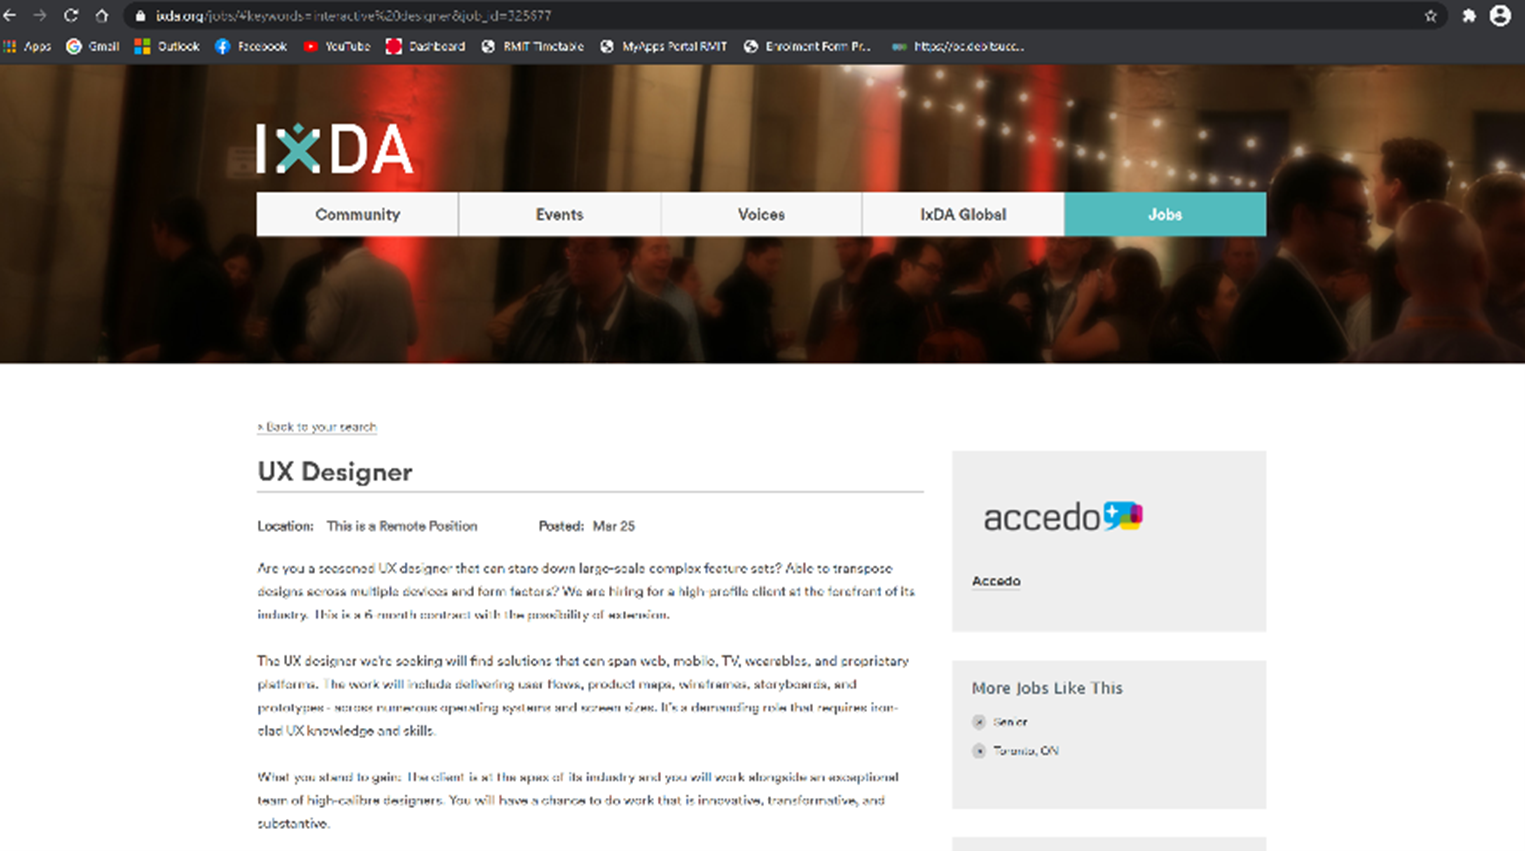 ixda.org/jobs/#keywords=interactive%20designer&job_id=325677
Apps Gmail Outlook Facebook YouTube Dashboard RMIT Timetable MyApps Portal RMIT Enrolment Form Pr... https://pc.debitsucc...
IxDA
Community Events Voices IxDA Global Jobs
« Back to your search
UX Designer
Location: This is a Remote Position Posted: Mar 25
Are you a seasoned UX designer that can stare down large-scale complex feature sets? Able to transpose
designs across multiple devices and form factors? We are hiring for a high-profile client at the forefront of its
industry. This is a 6-month contract with the possibility of extension.
The UX designer we're seeking will find solutions that can span web, mobile, TV, wearables, and proprietary
platforms. The work will include delivering user flows, product maps, wireframes, storyboards, and
prototypes - across numerous operating systems and screen sizes. It's a demanding role that requires iron-
clad UX knowledge and skills.
What you stand to gain: The client is at the apex of its industry and you will work alongside an exceptional
team of high-calibre designers. You will have a chance to do work that is innovative, transformative, and
substantive.
accedo
Accedo
More Jobs Like This
Senior
Toronto, ON